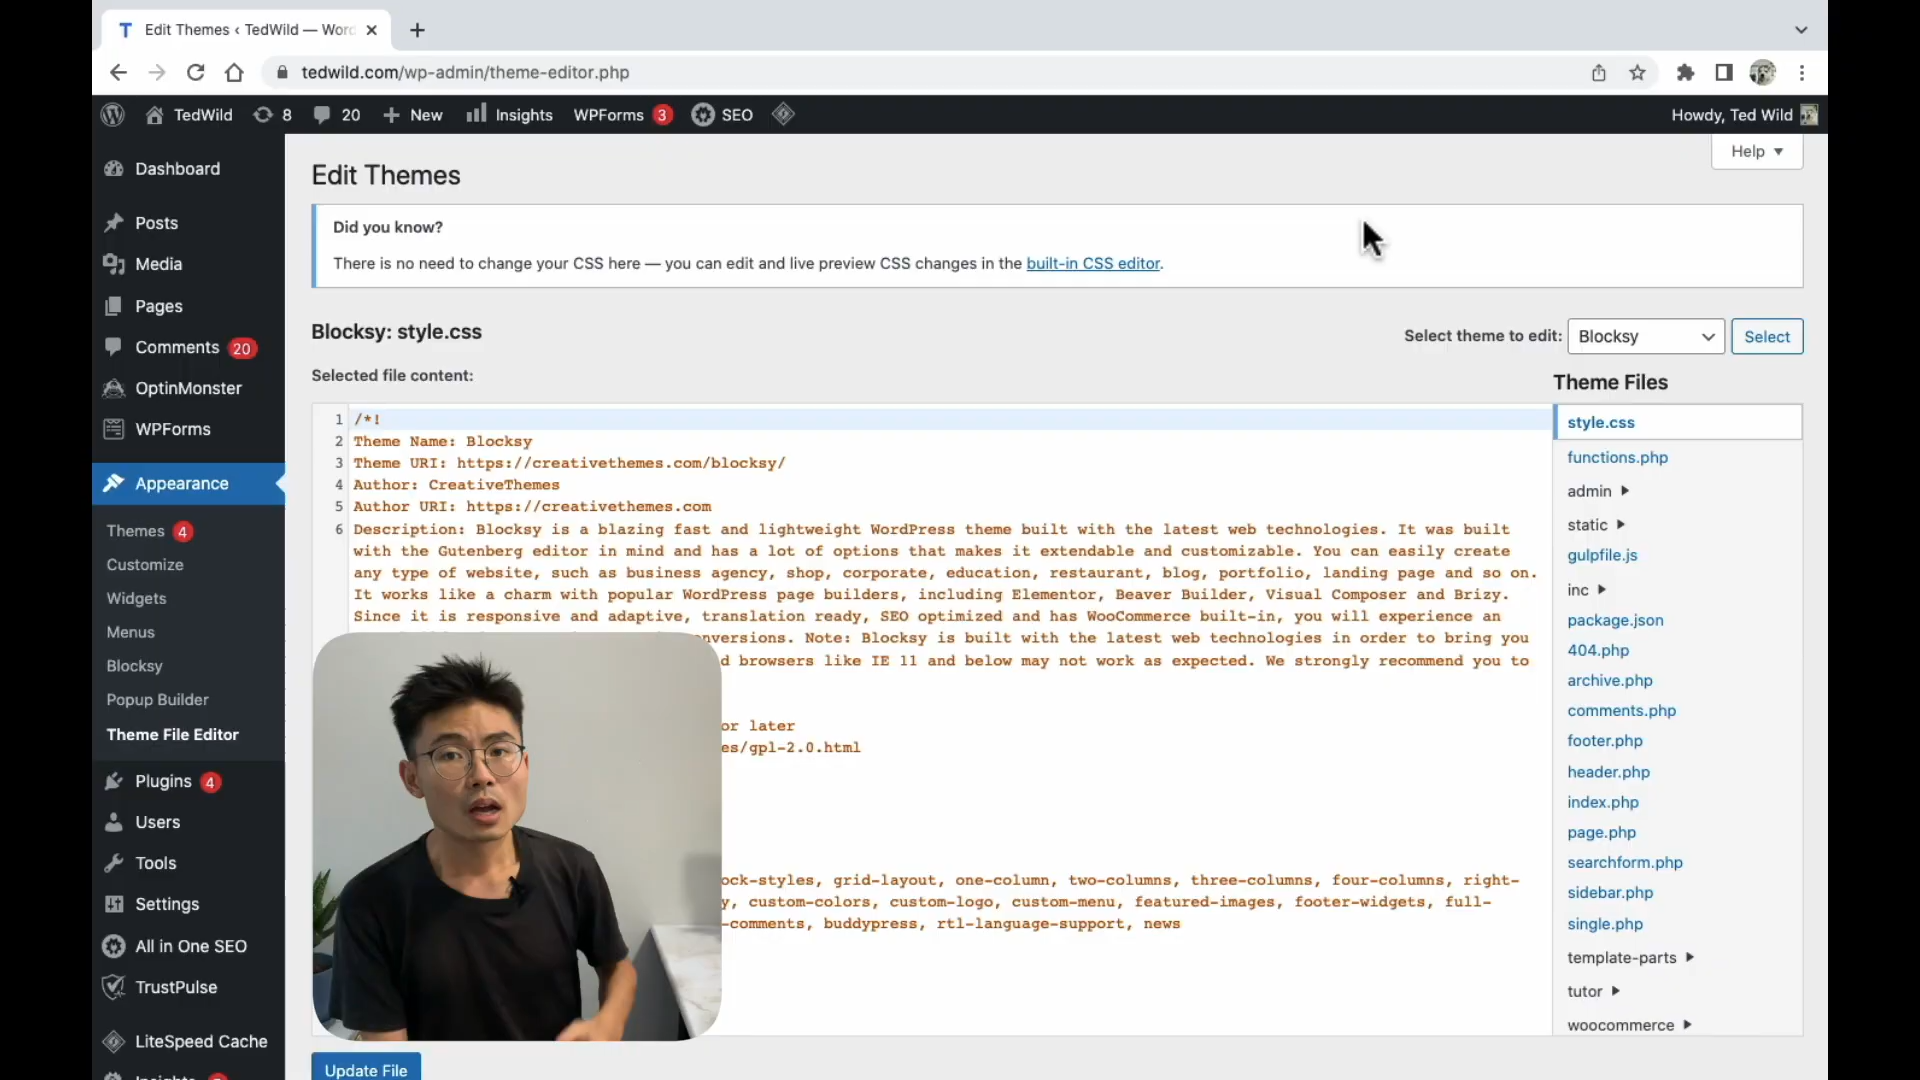 T Edit Themes ‹ TedWild — Word
tedwild.com/wp-admin/theme-editor.php
TedWild 8 20 New Insights WPForms 3 SEO Howdy, Ted Wild
Help
Dashboard
Posts
Media
Pages
Comments 20
OptinMonster
WPForms
Appearance
Themes 4
Customize
Widgets
Menus
Blocksy
Popup Builder
Theme File Editor
Plugins 4
Users
Tools
Settings
All in One SEO
TrustPulse
LiteSpeed Cache
Insights
Edit Themes
Did you know?
There is no need to change your CSS here — you can edit and live preview CSS changes in the built-in CSS editor.
Blocksy: style.css
Select theme to edit: Blocksy Select
Selected file content:
1 /*!
2 Theme Name: Blocksy
3 Theme URI: https://creativethemes.com/blocksy/
4 Author: CreativeThemes
5 Author URI: https://creativethemes.com
6 Description: Blocksy is a blazing fast and lightweight WordPress theme built with the latest web technologies. It was built
with the Gutenberg editor in mind and has a lot of options that makes it extendable and customizable. You can easily create
any type of website, such as business agency, shop, corporate, education, restaurant, blog, portfolio, landing page and so on.
It works like a charm with popular WordPress page builders, including Elementor, Beaver Builder, Visual Composer and Brizy.
Since it is responsive and adaptive, translation ready, SEO optimized and has WooCommerce built-in, you will experience an
nversions. Note: Blocksy is built with the latest web technologies in order to bring you
d browsers like IE 11 and below may not work as expected. We strongly recommend you to
or later
es/gpl-2.0.html
ock-styles, grid-layout, one-column, two-columns, three-columns, four-columns, right-
y, custom-colors, custom-logo, custom-menu, featured-images, footer-widgets, full-
-comments, buddypress, rtl-language-support, news
Update File
Theme Files
style.css
functions.php
admin
static
gulpfile.js
inc
package.json
404.php
archive.php
comments.php
footer.php
header.php
index.php
page.php
searchform.php
sidebar.php
single.php
template-parts
tutor
woocommerce